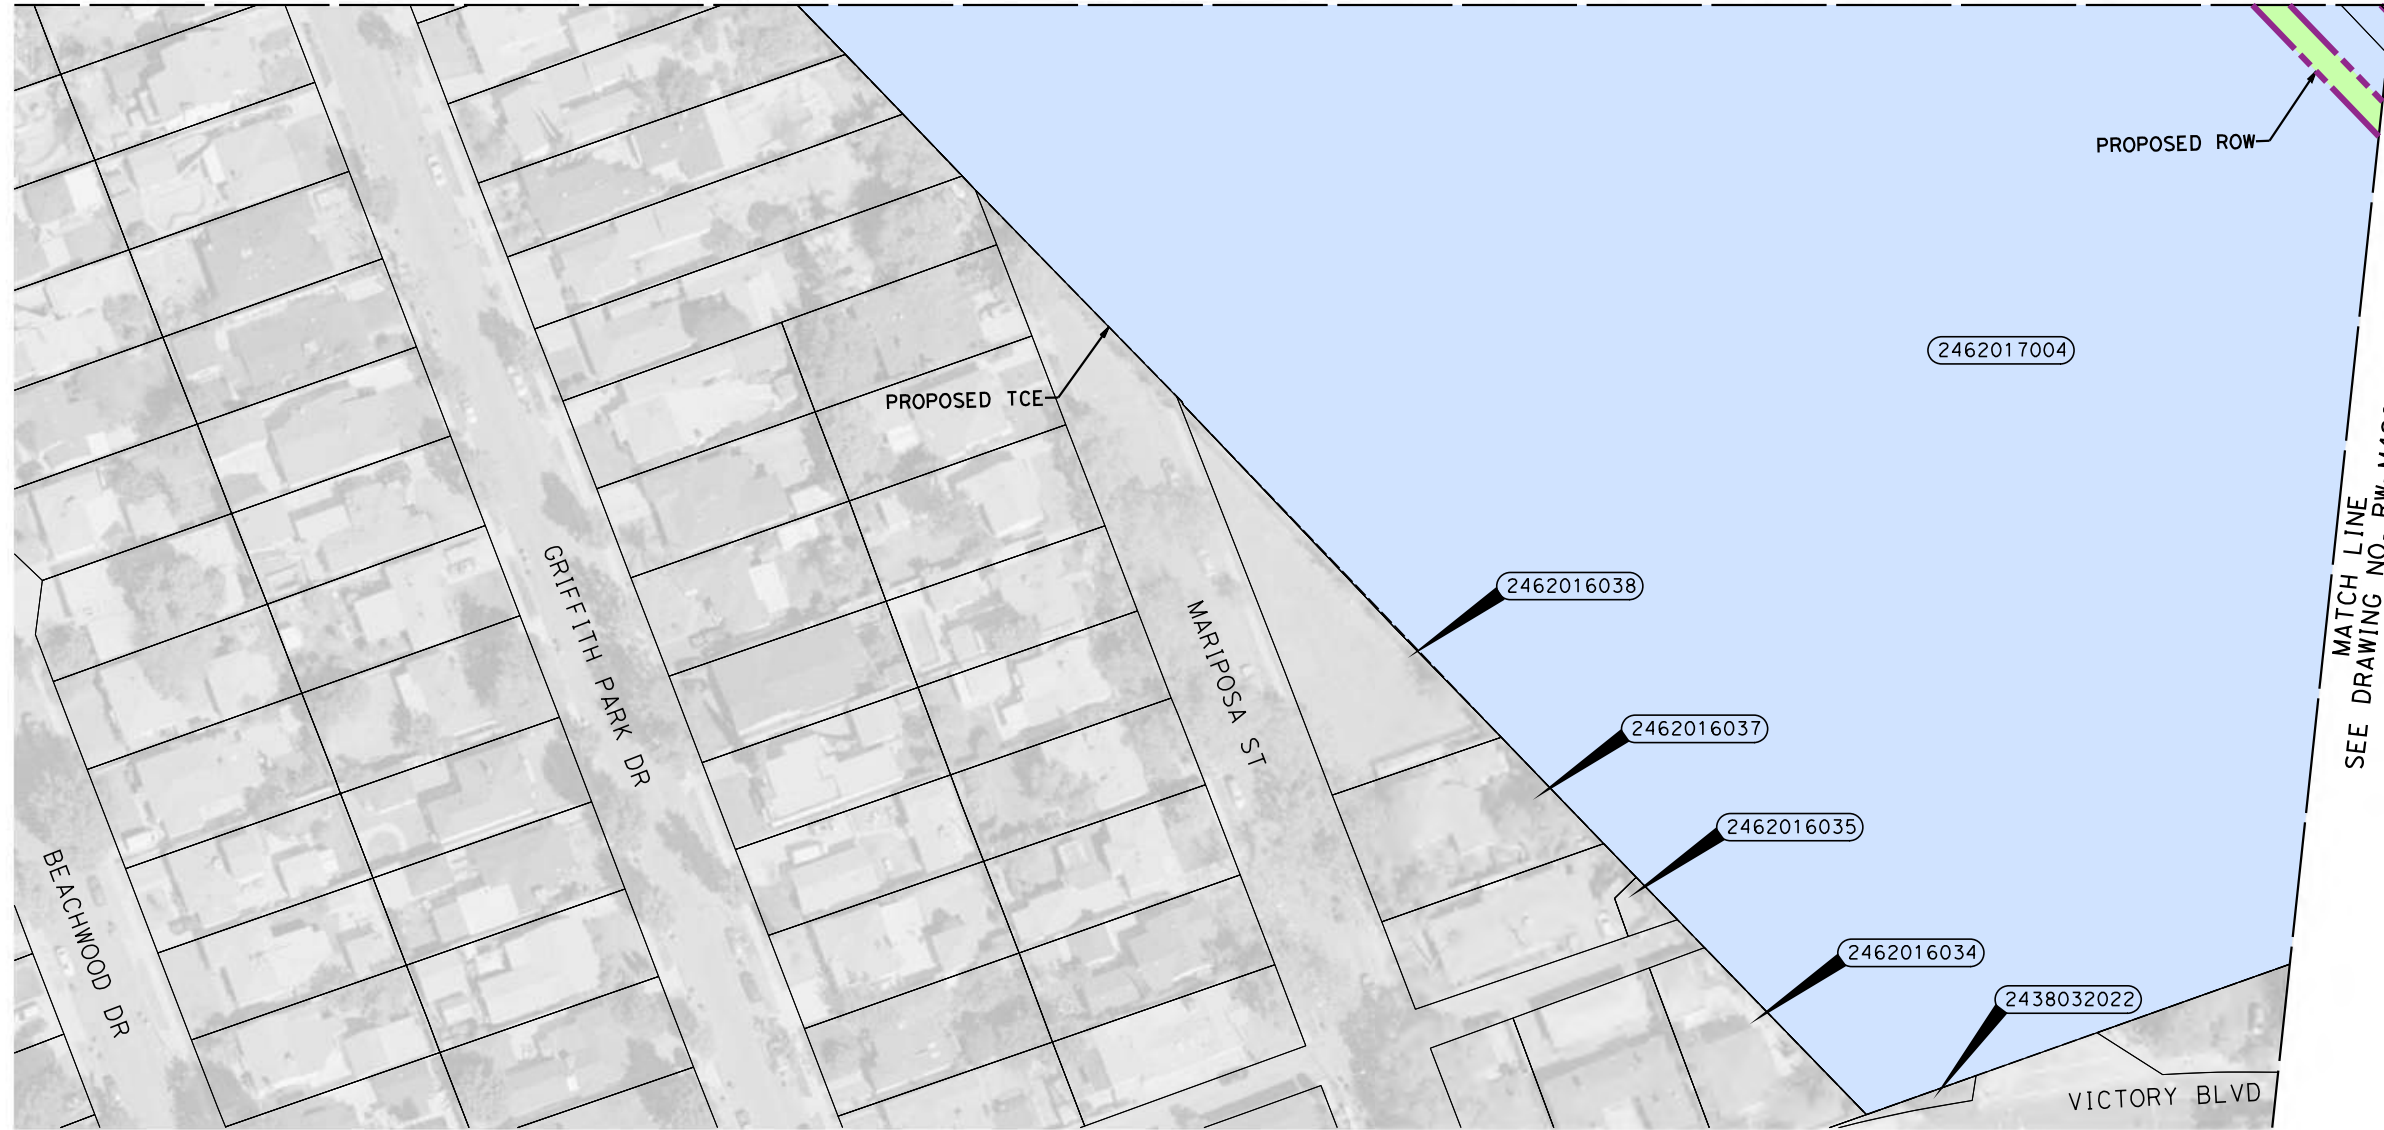 PROPOSED ROW
2462017004
PROPOSED TCE
MATCH LINE
SEE DRAWING NO.
2462016038
GRIFFITH PARK DR
MARIPOSA ST
2462016037
2462016035
BEACHWOOD DR
2462016034
2438032022
VICTORY BLVD